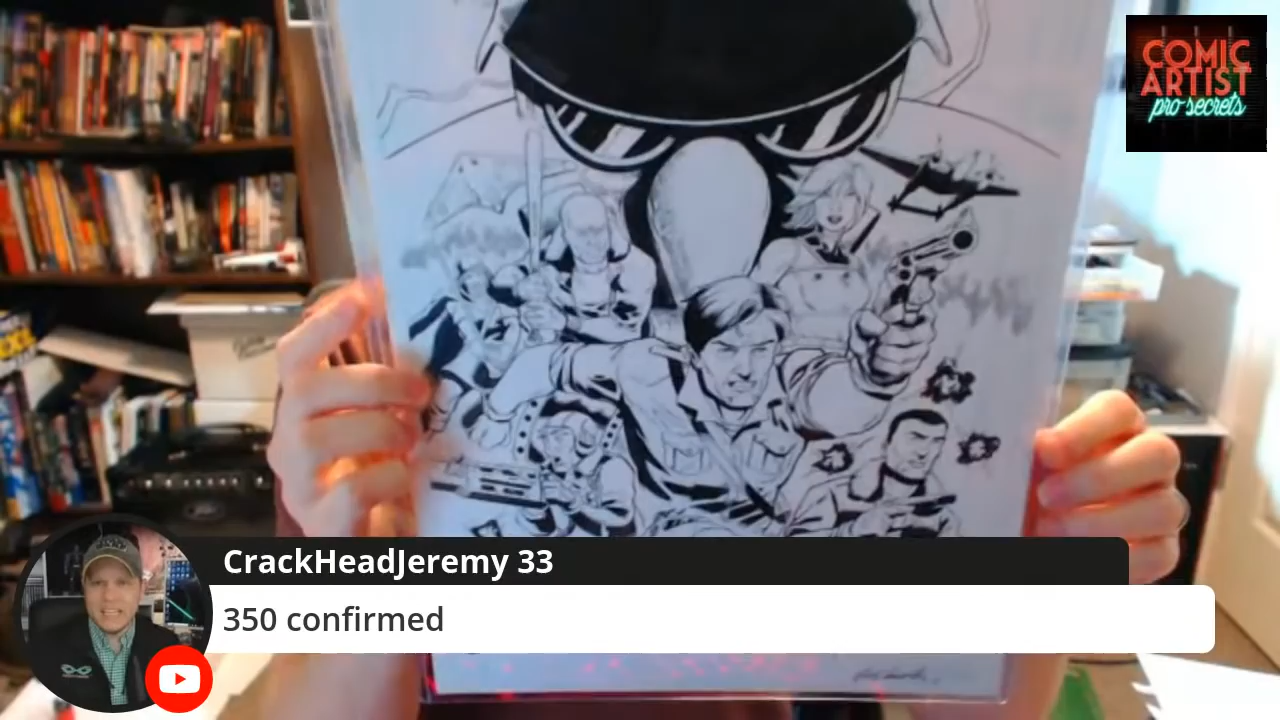 COMIC
ARTIST
pro secrets
CrackHeadJeremy 33
350 confirmed